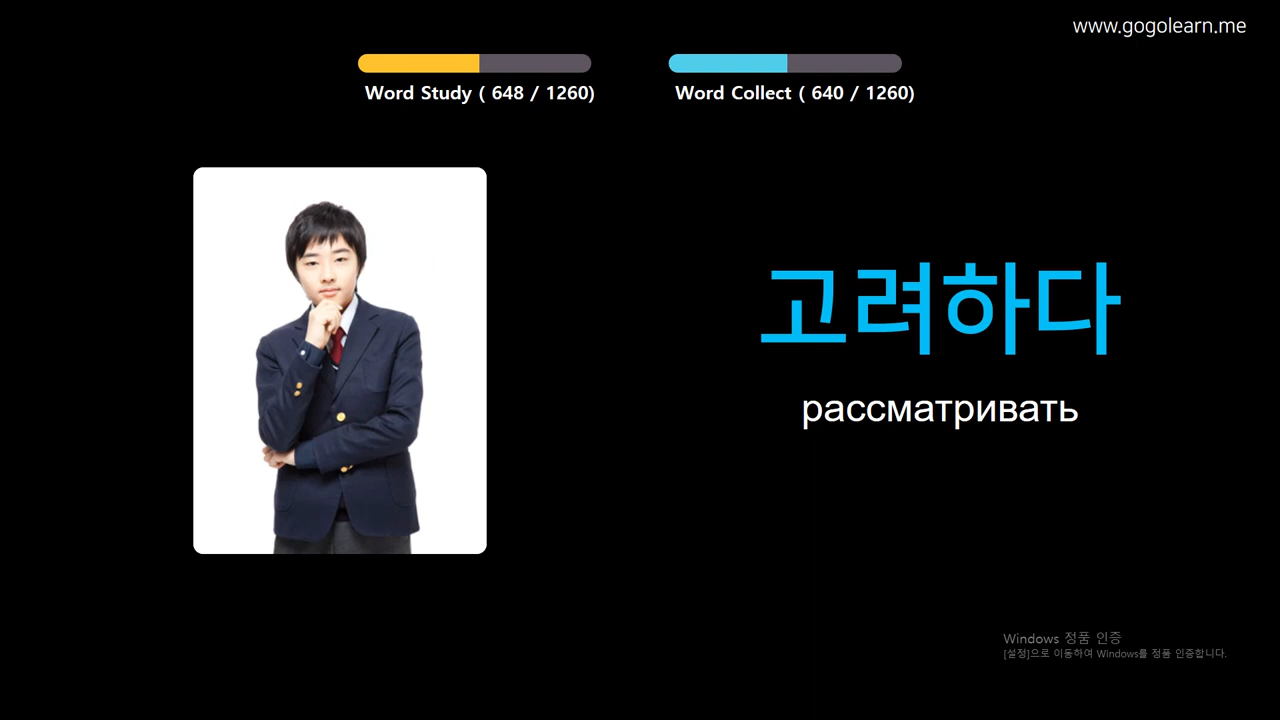 www.gogolearn.me
Word Study ( 648 / 1260)
Word Collect ( 640 / 1260)
고려하다
рассматривать
Windows 정품 인증
[설정]으로 이동하여 Windows를 정품 인증합니다.